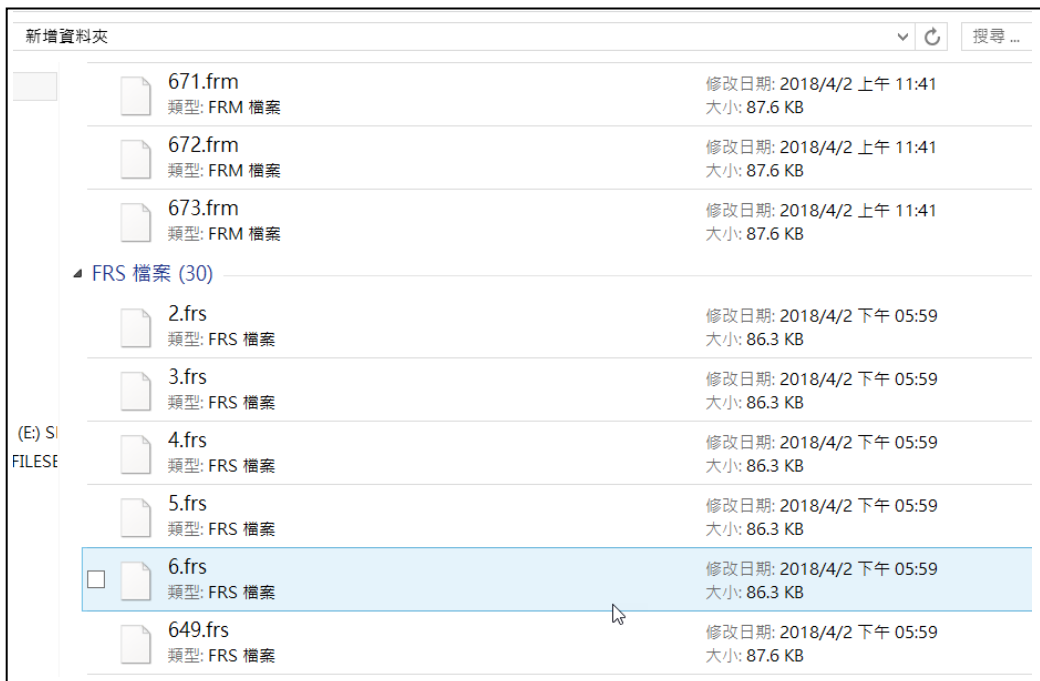 新增資料夾
搜尋 ...
671.frm
修改日期: 2018/4/2 上午 11:41
類型: FRM 檔案
大小: 87.6 KB
672.frm
修改日期: 2018/4/2 上午 11:41
類型: FRM 檔案
大小: 87.6 KB
673.frm
修改日期: 2018/4/2 上午 11:41
類型: FRM 檔案
大小: 87.6 KB
FRS 檔案 (30)
2.frs
修改日期: 2018/4/2 下午 05:59
類型: FRS 檔案
大小: 86.3 KB
3.frs
修改日期: 2018/4/2 下午 05:59
類型: FRS 檔案
大小: 86.3 KB
(E:) S
4.frs
修改日期: 2018/4/2 下午 05:59
FILESE
類型: FRS 檔案
大小: 86.3 KB
5.frs
修改日期: 2018/4/2 下午 05:59
類型: FRS 檔案
大小: 86.3 KB
6.frs
修改日期: 2018/4/2 下午 05:59
類型: FRS 檔案
大小: 86.3 KB
649.frs
修改日期: 2018/4/2 下午 05:59
類型: FRS 檔案
大小: 87.6 KB